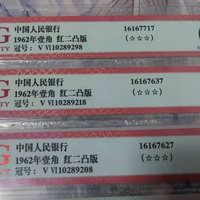 中国人民银行 16167717
1962年壹角 红二凸版 (☆☆☆)
冠号: V VI10289298
中国人民银行 16167637
1962年壹角 红二凸版 (☆☆☆)
冠号: V VI10289218
中国人民银行 16167627
1962年壹角 红二凸版 (☆☆☆)
冠号: V VI10289208